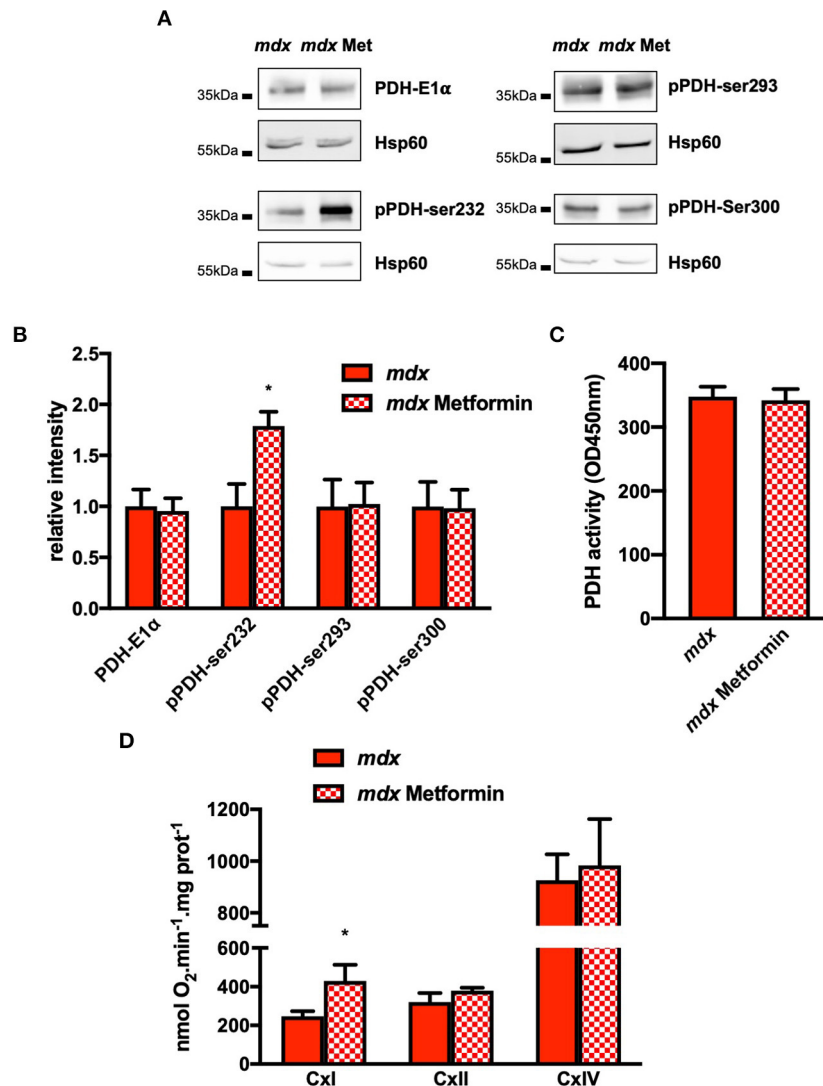 A
mdx mdx Met
35kDa PDH-E1α
55kDa Hsp60
35kDa pPDH-ser232
55kDa Hsp60
mdx mdx Met
35kDa pPDH-ser293
55kDa Hsp60
35kDa pPDH-Ser300
55kDa Hsp60
B
relative intensity
2.5
2.0
1.5
1.0
0.5
0.0
mdx
mdx Metformin
*
PDH-E1α
pPDH-ser232
pPDH-ser293
pPDH-ser300
C
PDH activity (OD450nm)
400
300
200
100
0
mdx
mdx Metformin
D
mdx
mdx Metformin
nmol O₂.min⁻¹.mg prot⁻¹
1200
1000
800
600
400
200
0
*
CxI
CxII
CxIV